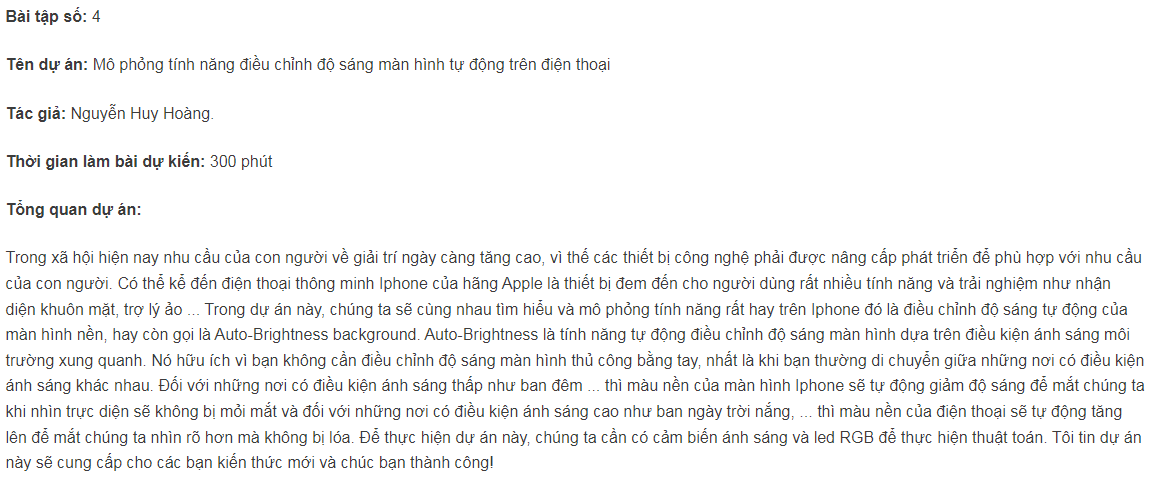 Bài tập số: 4
Tên dự án: Mô phỏng tính năng điều chỉnh độ sáng màn hình tự động trên điện thoại
Tác giả: Nguyễn Huy Hoàng.
Thời gian làm bài dự kiến: 300 phút
Tổng quan dự án:
Trong xã hội hiện nay nhu cầu của con người về giải trí ngày càng tăng cao, vì thế các thiết bị công nghệ phải được nâng cấp phát triển để phù hợp với nhu cầu
của con người. Có thể kể đến điện thoại thông minh Iphone của hãng Apple là thiết bị đem đến cho người dùng rất nhiều tính năng và trải nghiệm như nhận
diện khuôn mặt, trợ lý ảo ... Trong dự án này, chúng ta sẽ cùng nhau tìm hiểu và mô phỏng tính năng rất hay trên Iphone đó là điều chỉnh độ sáng tự động của
màn hình nền, hay còn gọi là Auto-Brightness background. Auto-Brightness là tính năng tự động điều chỉnh độ sáng màn hình dựa trên điều kiện ánh sáng môi
trường xung quanh. Nó hữu ích vì bạn không cần điều chỉnh độ sáng màn hình thủ công bằng tay, nhất là khi bạn thường di chuyển giữa những nơi có điều kiện
ánh sáng khác nhau. Đối với những nơi có điều kiện ánh sáng thấp như ban đêm ... thì màu nền của màn hình Iphone sẽ tự động giảm độ sáng để mắt chúng ta
khi nhìn trực diện sẽ không bị mỏi mắt và đối với những nơi có điều kiện ánh sáng cao như ban ngày trời nắng, ... thì màu nền của điện thoại sẽ tự động tăng
lên để mắt chúng ta nhìn rõ hơn mà không bị lóa. Để thực hiện dự án này, chúng ta cần có cảm biến ánh sáng và led RGB để thực hiện thuật toán. Tôi tin dự án
này sẽ cung cấp cho các bạn kiến thức mới và chúc bạn thành công!